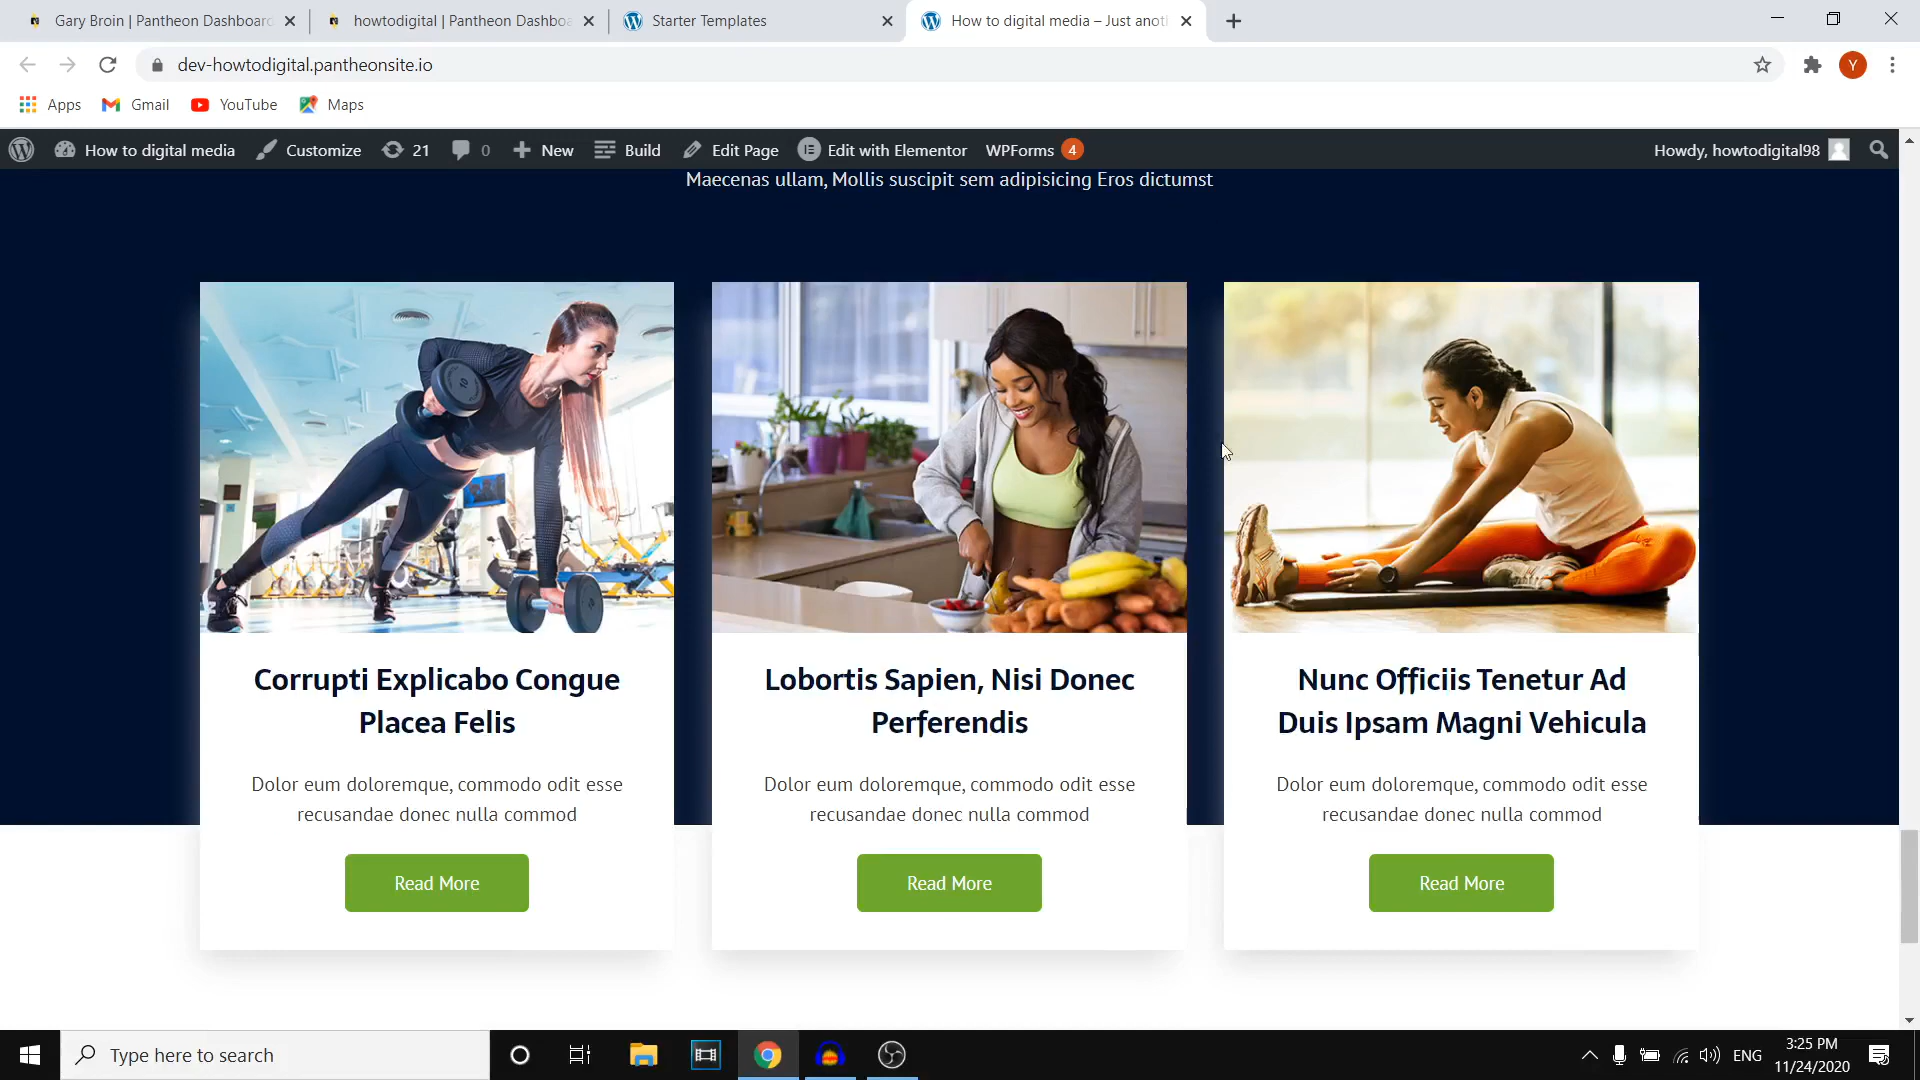 Gary Broin | Pantheon Dashboard
howtodigital | Pantheon Dashbo
Starter Templates
How to digital media – Just anot
dev-howtodigital.pantheonsite.io
Y
Apps
Gmail
YouTube
Maps
How to digital media
Customize
21
0
New
Build
Edit Page
Edit with Elementor
WPForms 4
Howdy, howtodigital98
Maecenas ullam, Mollis suscipit sem adipisicing Eros dictumst
Corrupti Explicabo Congue
Placea Felis
Dolor eum doloremque, commodo odit esse
recusandae donec nulla commod
Read More
Lobortis Sapien, Nisi Donec
Perferendis
Dolor eum doloremque, commodo odit esse
recusandae donec nulla commod
Read More
Nunc Officiis Tenetur Ad
Duis Ipsam Magni Vehicula
Dolor eum doloremque, commodo odit esse
recusandae donec nulla commod
Read More
Type here to search
ENG
3:25 PM
11/24/2020